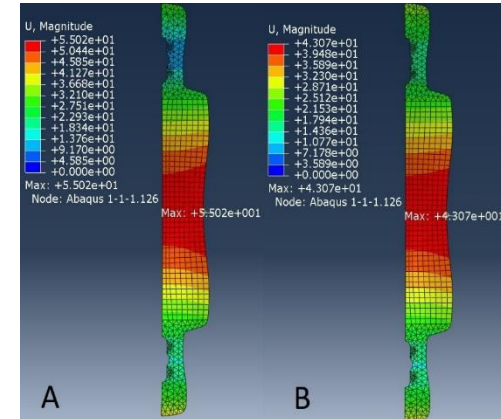 U, Magnitude
+5.502e+01
+5.044e+01
+4.585e+01
+4.127e+01
+3.668e+01
+3.210e+01
+2.751e+01
+2.293e+01
+1.834e+01
+1.376e+01
+9.170e+00
+4.585e+00
+0.000e+00
Max: +5.502e+01
Node: Abaqus 1-1-1.126
Max: +5.502e+001
A
U, Magnitude
+4.307e+01
+3.948e+01
+3.589e+01
+3.230e+01
+2.871e+01
+2.512e+01
+2.153e+01
+1.794e+01
+1.436e+01
+1.077e+01
+7.178e+00
+3.589e+00
+0.000e+00
Max: +4.307e+01
Node: Abaqus 1-1-1.126
Max: +4.307e+001
B